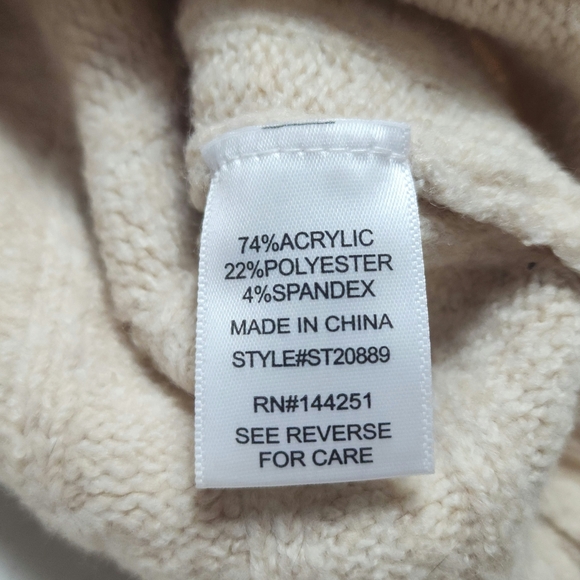 74%ACRYLIC
22%POLYESTER
4%SPANDEX
MADE IN CHINA
STYLE#ST20889
RN#144251
SEE REVERSE
FOR CARE